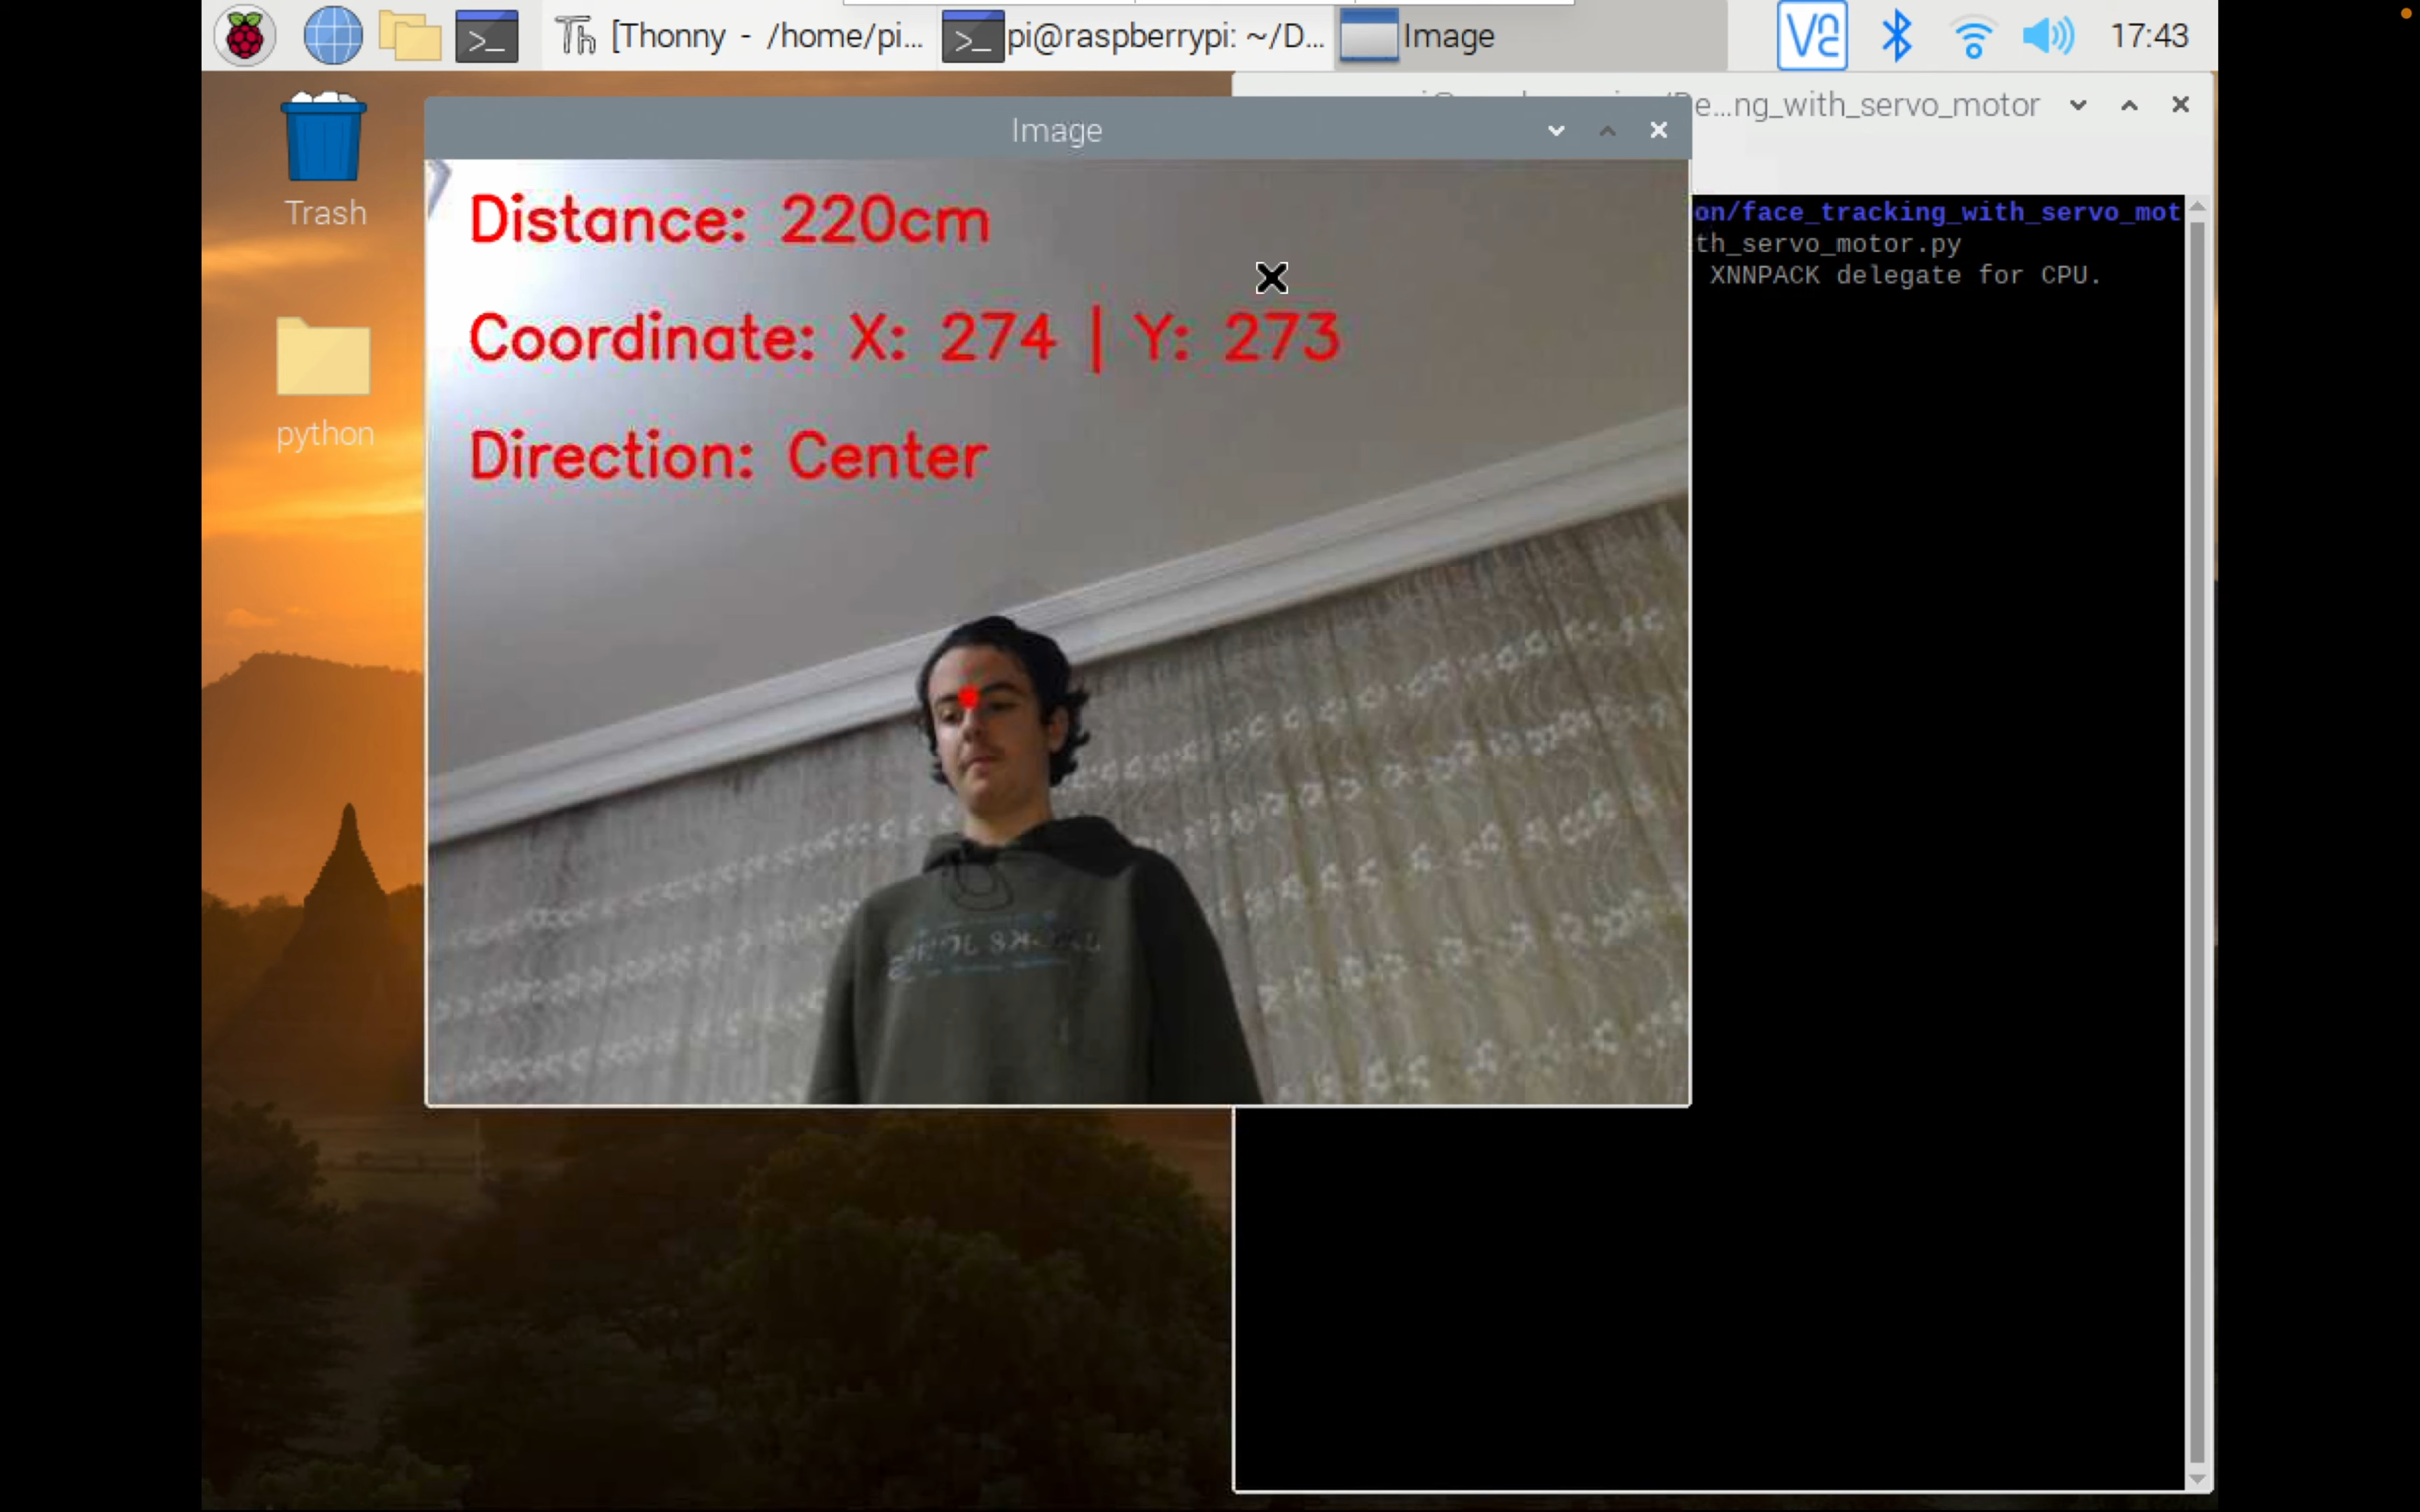 [Thonny - /home/pi...
pi@raspberrypi: ~/D...
Image
17:43
Trash
python
e...ng_with_servo_motor
Image
Distance: 220cm
Coordinate: X: 274 | Y: 273
Direction: Center
on/face_tracking_with_servo_mot
th_servo_motor.py
XNNPACK delegate for CPU.